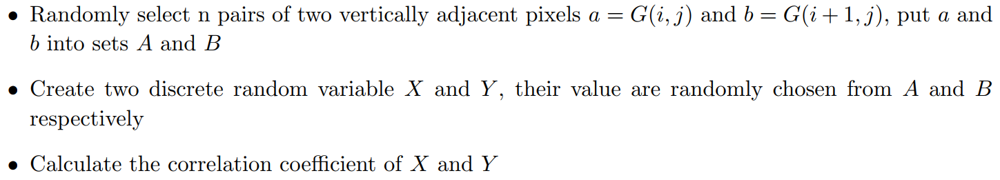 • Randomly select n pairs of two vertically adjacent pixels a = G(i, j) and b = G(i + 1, j), put a and
b into sets A and B
• Create two discrete random variable X and Y, their value are randomly chosen from A and B
respectively
• Calculate the correlation coefficient of X and Y